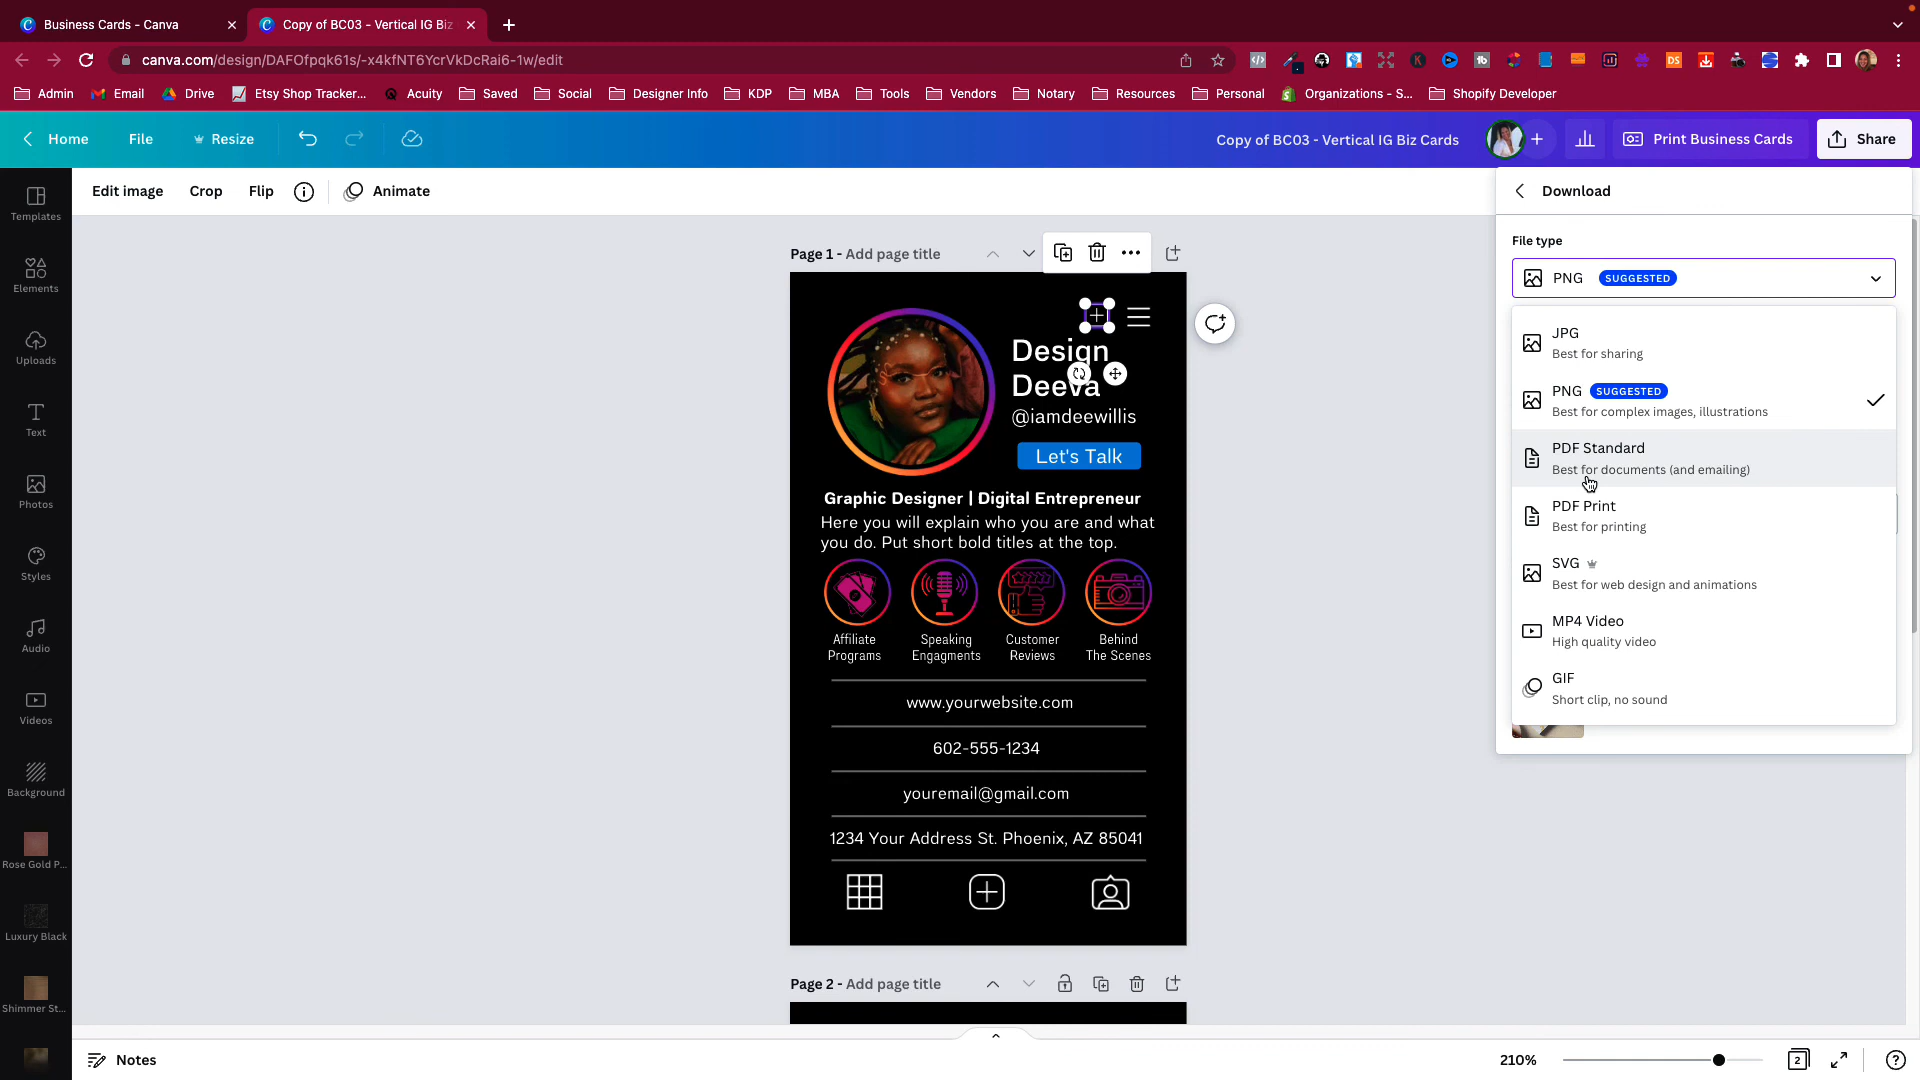 Business Cards - Canva
Copy of BC03 - Vertical IG Biz
canva.com/design/DAFOfpqk61s/-x4kfNT6YcrVkDcRai6-1w/edit
Admin
Email
Drive
Etsy Shop Tracker...
Acuity
Saved
Social
Designer Info
KDP
MBA
Tools
Vendors
Notary
Resources
Personal
Organizations - S...
Shopify Developer
Home
File
Resize
Copy of BC03 - Vertical IG Biz Cards
Print Business Cards
Share
Edit image
Crop
Flip
Animate
Templates
Elements
Uploads
Text
Photos
Styles
Audio
Videos
Background
Rose Gold P...
Luxury Black
Shimmer St...
Page 1 - Add page title
Design
Deeva
@iamdeewillis
Let's Talk
Graphic Designer | Digital Entrepreneur
Here you will explain who you are and what
you do. Put short bold titles at the top.
Affiliate
Programs
Speaking
Engagments
Customer
Reviews
Behind
The Scenes
www.yourwebsite.com
602-555-1234
youremail@gmail.com
1234 Your Address St. Phoenix, AZ 85041
Page 2 - Add page title
Download
File type
PNG SUGGESTED
JPG
Best for sharing
PNG SUGGESTED
Best for complex images, illustrations
PDF Standard
Best for documents (and emailing)
PDF Print
Best for printing
SVG
Best for web design and animations
MP4 Video
High quality video
GIF
Short clip, no sound
Notes
210%
2